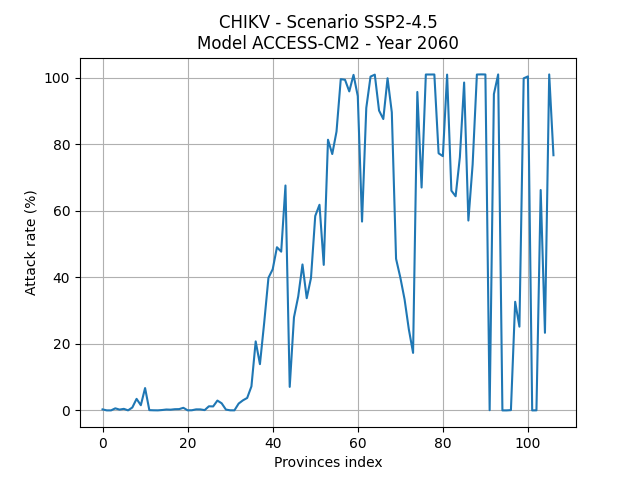 CHIKV - Scenario SSP2-4.5
Model ACCESS-CM2 - Year 2060
Attack rate (%)
100
80
60
40
20
0
0 20 40 60 80 100
Provinces index